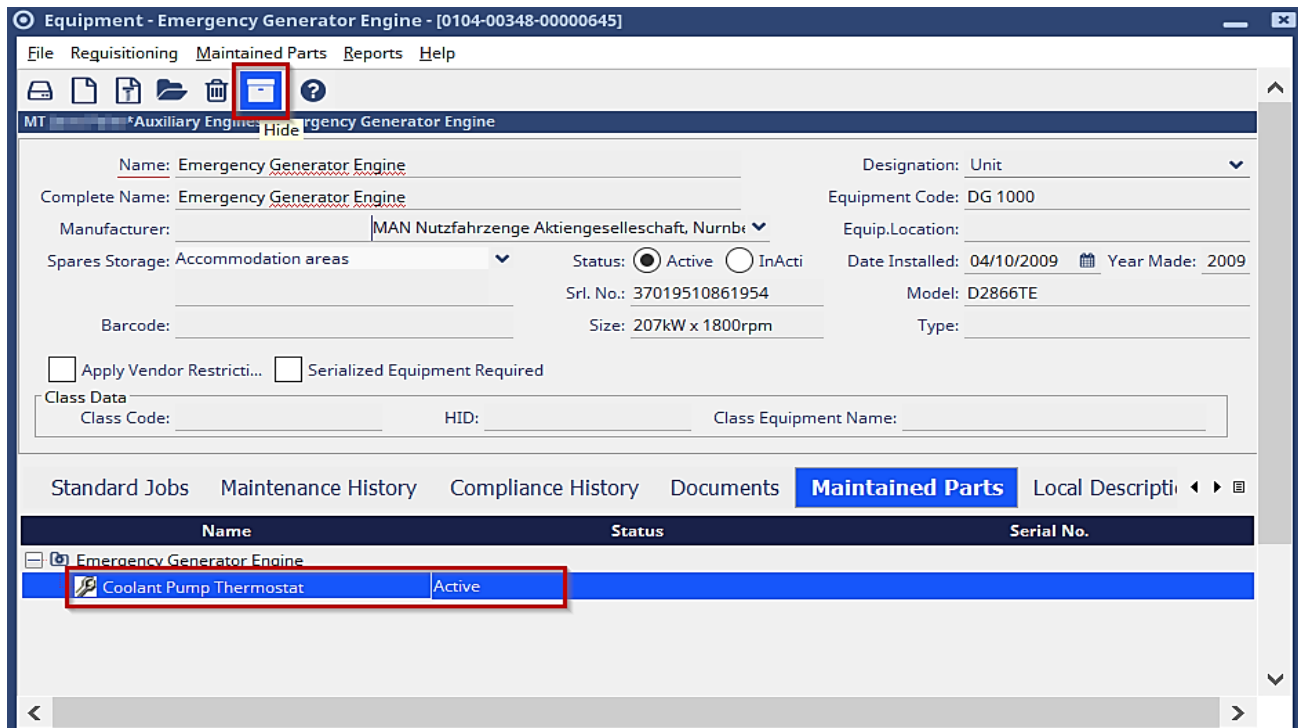 Equipment - Emergency Generator Engine - [0104-00348-00000645]
File Requisitioning Maintained Parts Reports Help
MT *Auxiliary Engines rgency Generator Engine
Hide
Name: Emergency Generator Engine Designation: Unit
Complete Name: Emergency Generator Engine Equipment Code: DG 1000
Manufacturer: MAN Nutzfahrzenge Aktiengeselleschaft, Nurnbe Equip.Location:
Spares Storage: Accommodation areas Status: Active InActi Date Installed: 04/10/2009 Year Made: 2009
Srl. No.: 37019510861954 Model: D2866TE
Barcode: Size: 207kW x 1800rpm Type:
Apply Vendor Restricti... Serialized Equipment Required
Class Data
Class Code: HID: Class Equipment Name:
Standard Jobs Maintenance History Compliance History Documents Maintained Parts Local Descripti
Name Status Serial No.
Emergency Generator Engine
Coolant Pump Thermostat Active